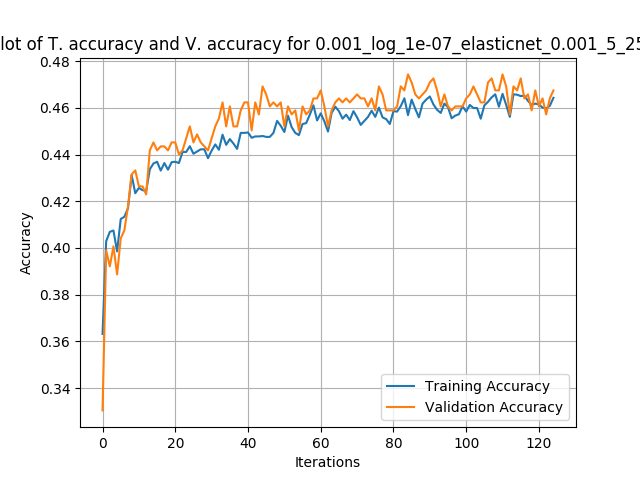 lot of T. accuracy and V. accuracy for 0.001_log_1e-07_elasticnet_0.001_5_25
0.48
0.46
0.44
0.42
0.40
0.38
0.36
0.34
Accuracy
Training Accuracy
Validation Accuracy
0 20 40 60 80 100 120
Iterations